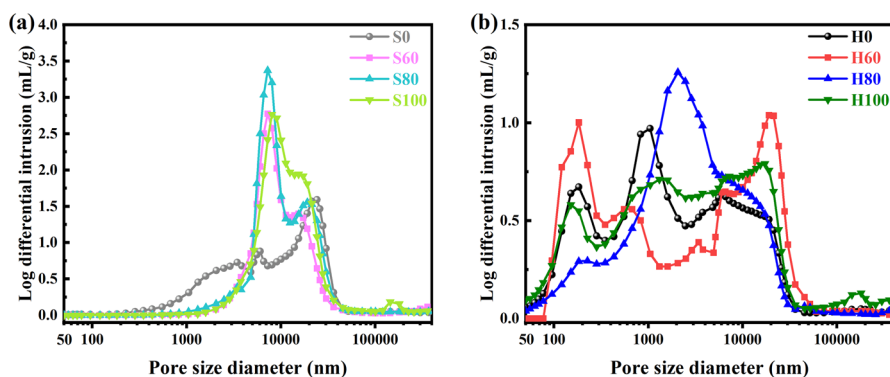 (a)
4.0
3.5
3.0
2.5
2.0
1.5
1.0
0.5
0.0
Log differential intrusion (mL/g)
S0
S60
S80
S100
50 100 1000 10000 100000
Pore size diameter (nm)
(b)
1.5
1.0
0.5
0.0
Log differential intrusion (mL/g)
H0
H60
H80
H100
50 100 1000 10000 100000
Pore size diameter (nm)